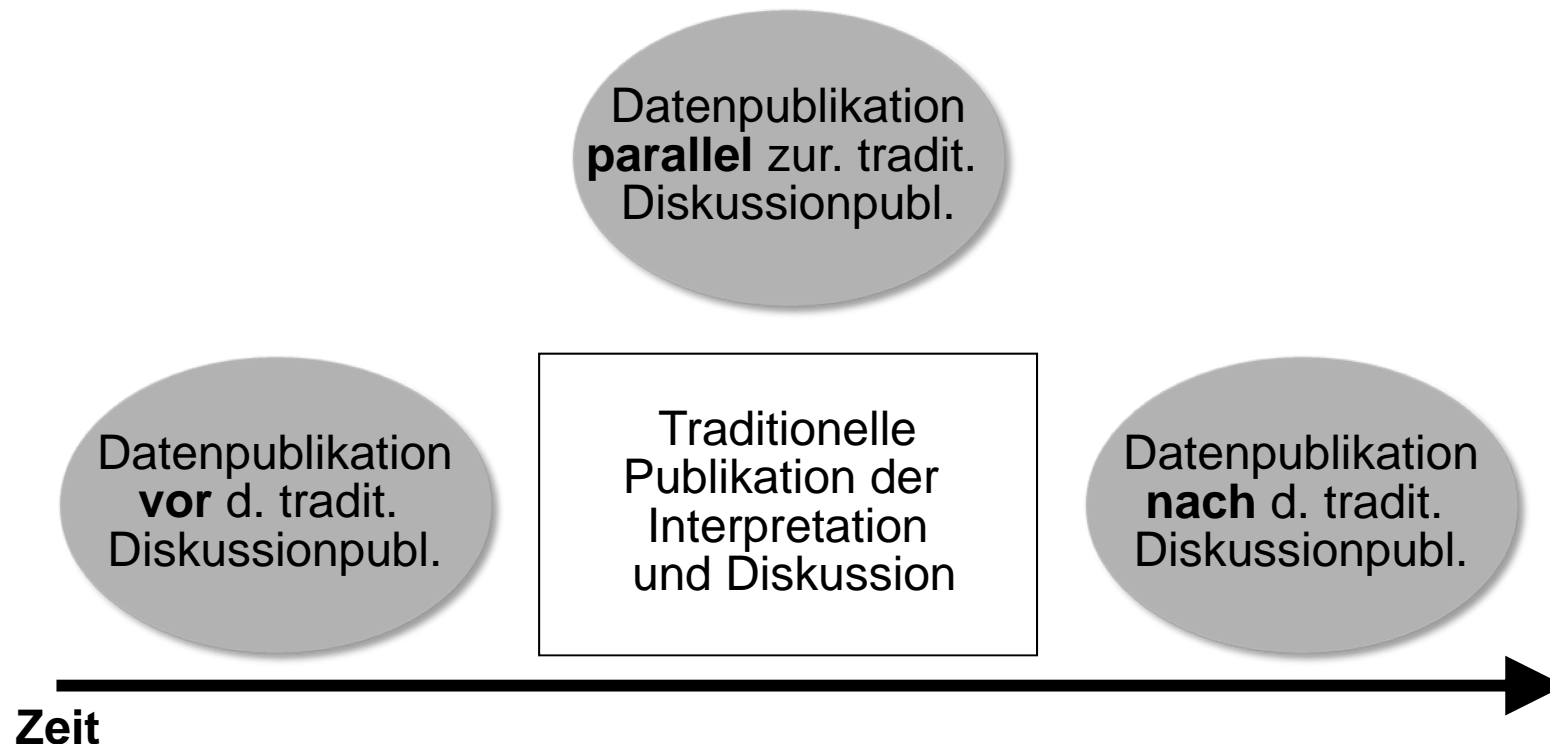 Datenpublikation
parallel zur. tradit.
Diskussionpubl.
Datenpublikation
vor d. tradit.
Diskussionpubl.
Traditionelle
Publikation der
Interpretation
und Diskussion
Datenpublikation
nach d. tradit.
Diskussionpubl.
Zeit